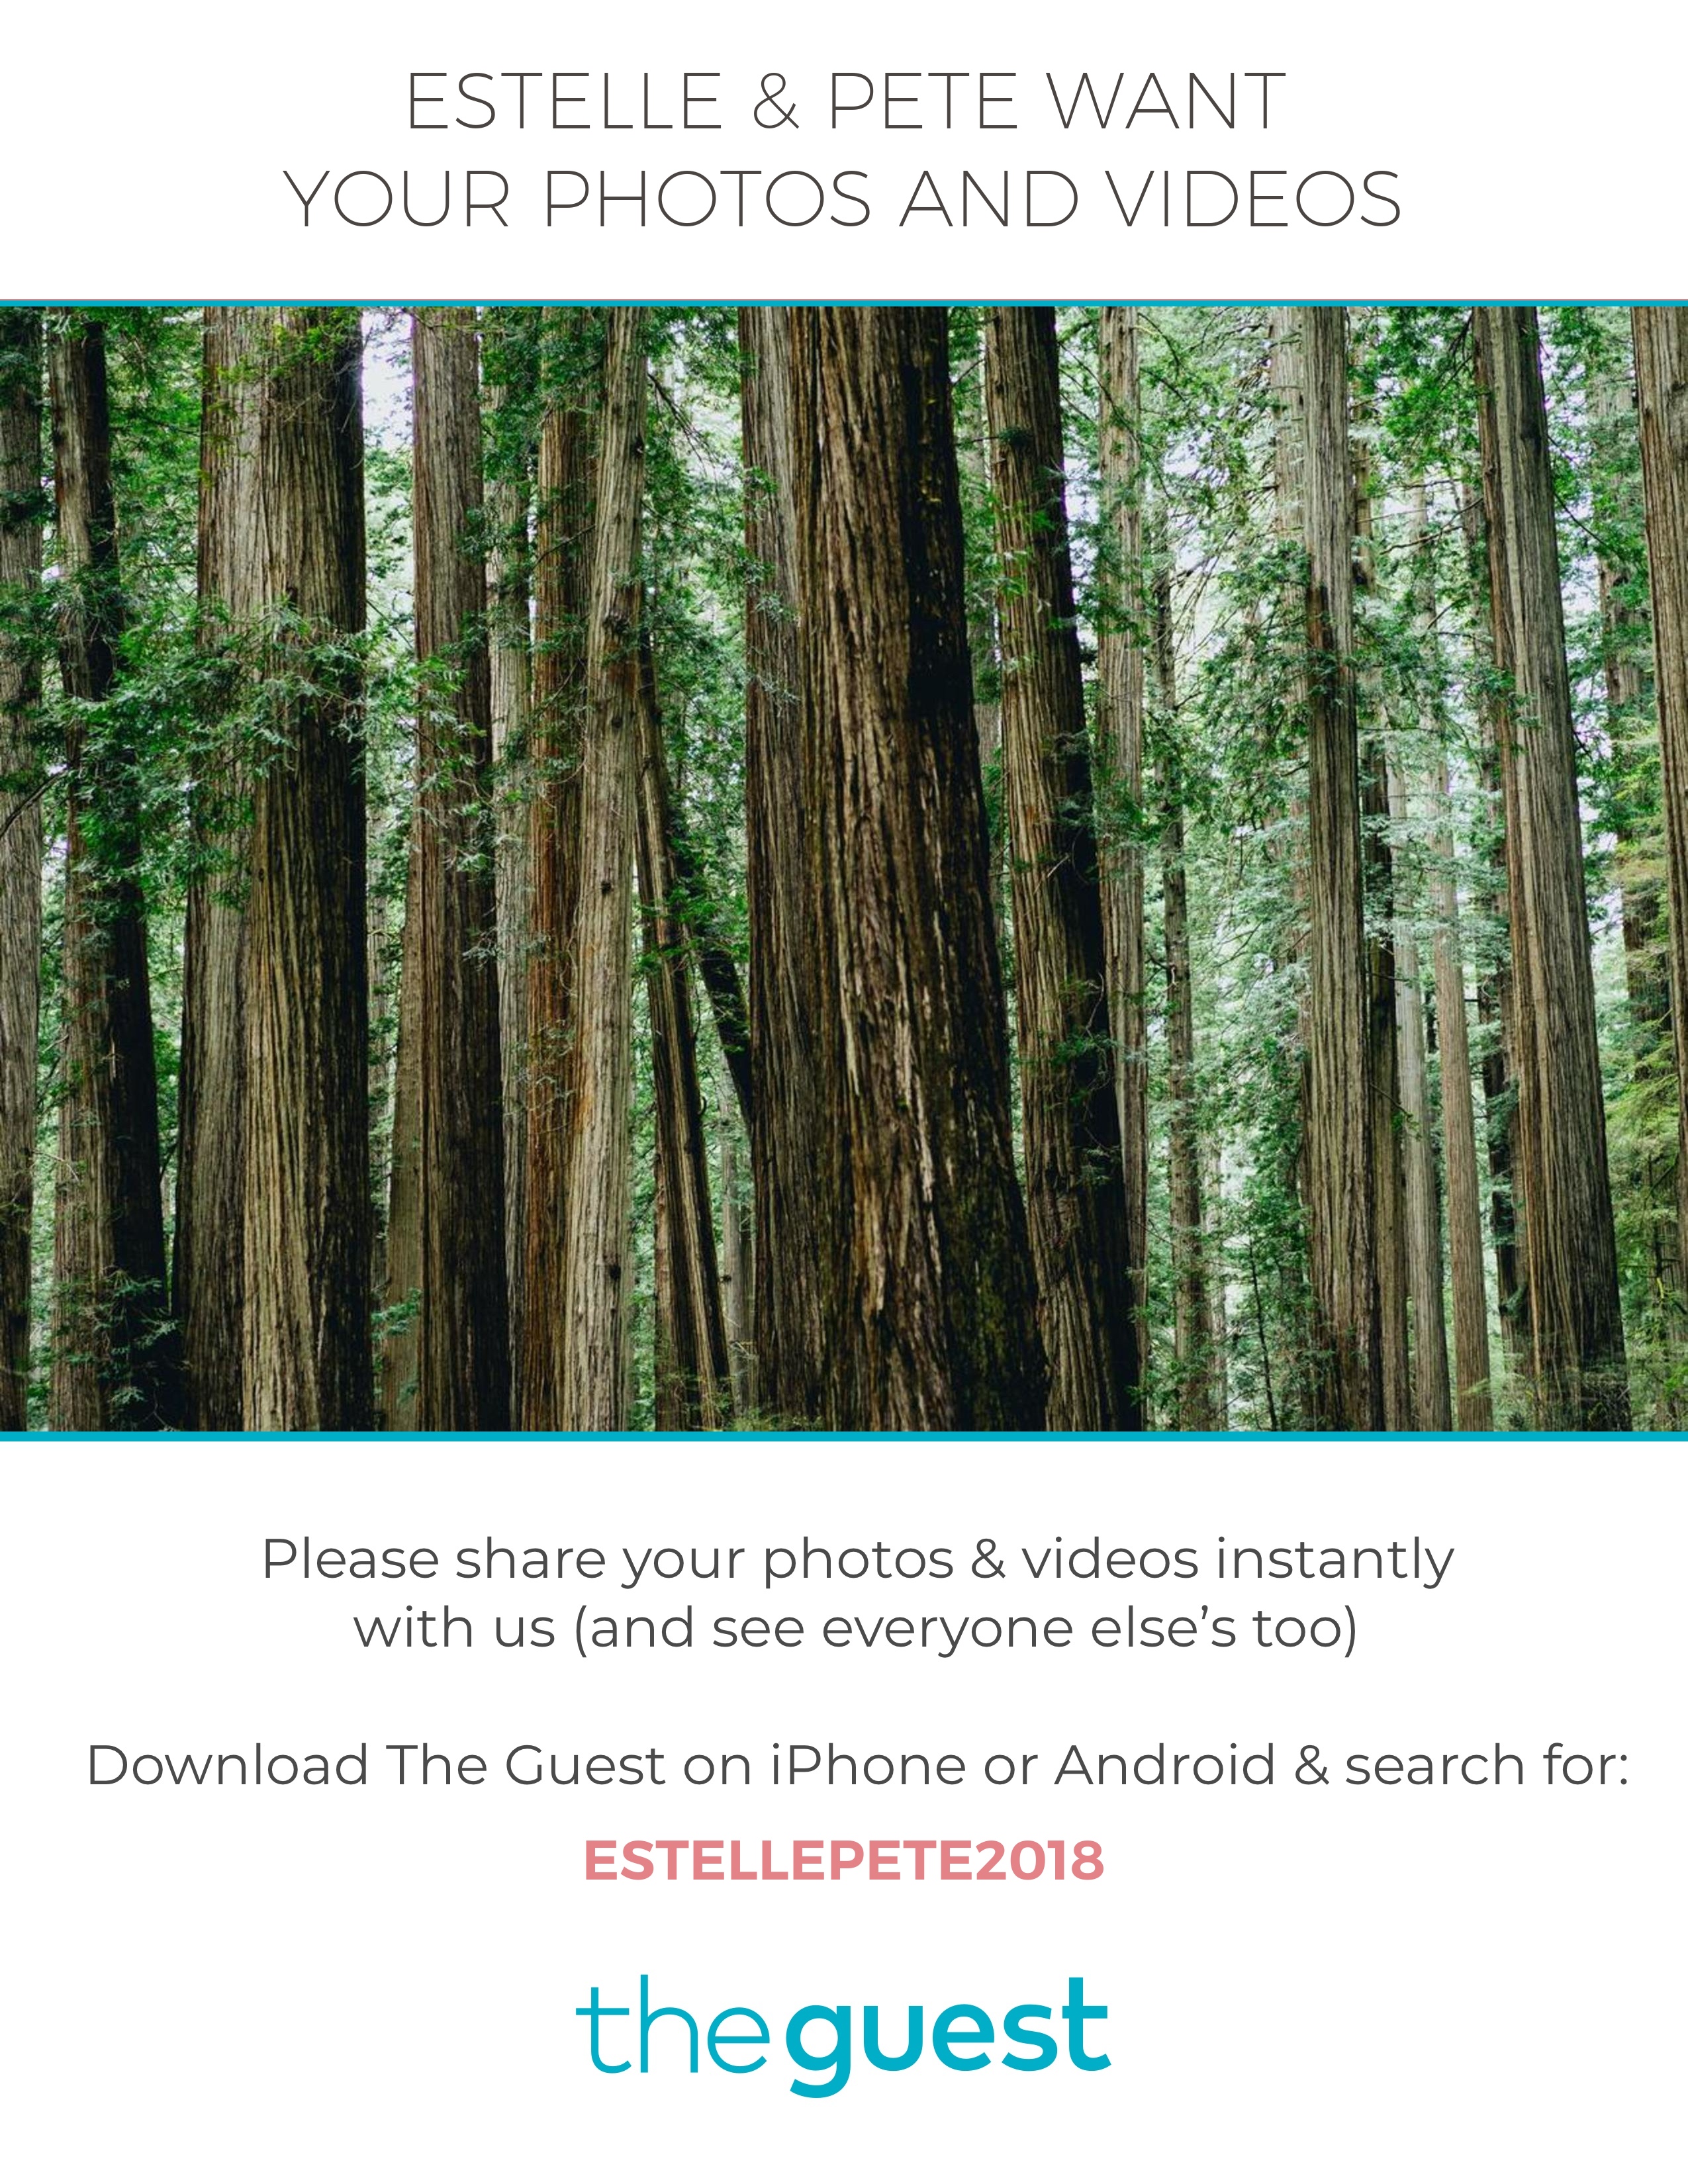 ESTELLE & PETE WANT
YOUR PHOTOS AND VIDEOS
Please share your photos & videos instantly
with us (and see everyone else’s too)
Download The Guest on iPhone or Android & search for:
ESTELLEPETE2018
theguest